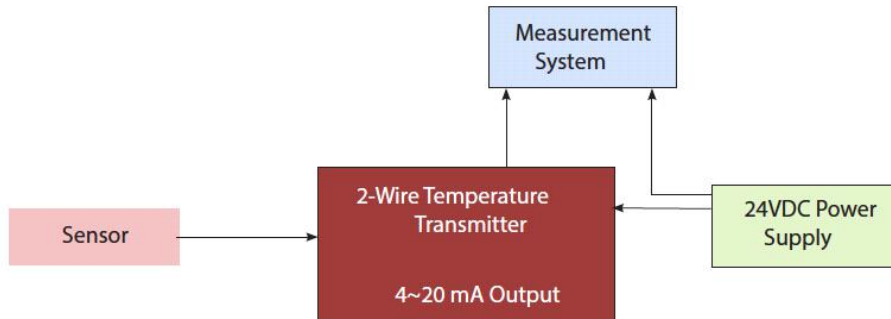 Measurement
System
2-Wire Temperature
Transmitter
4~20 mA Output
Sensor
24VDC Power
Supply